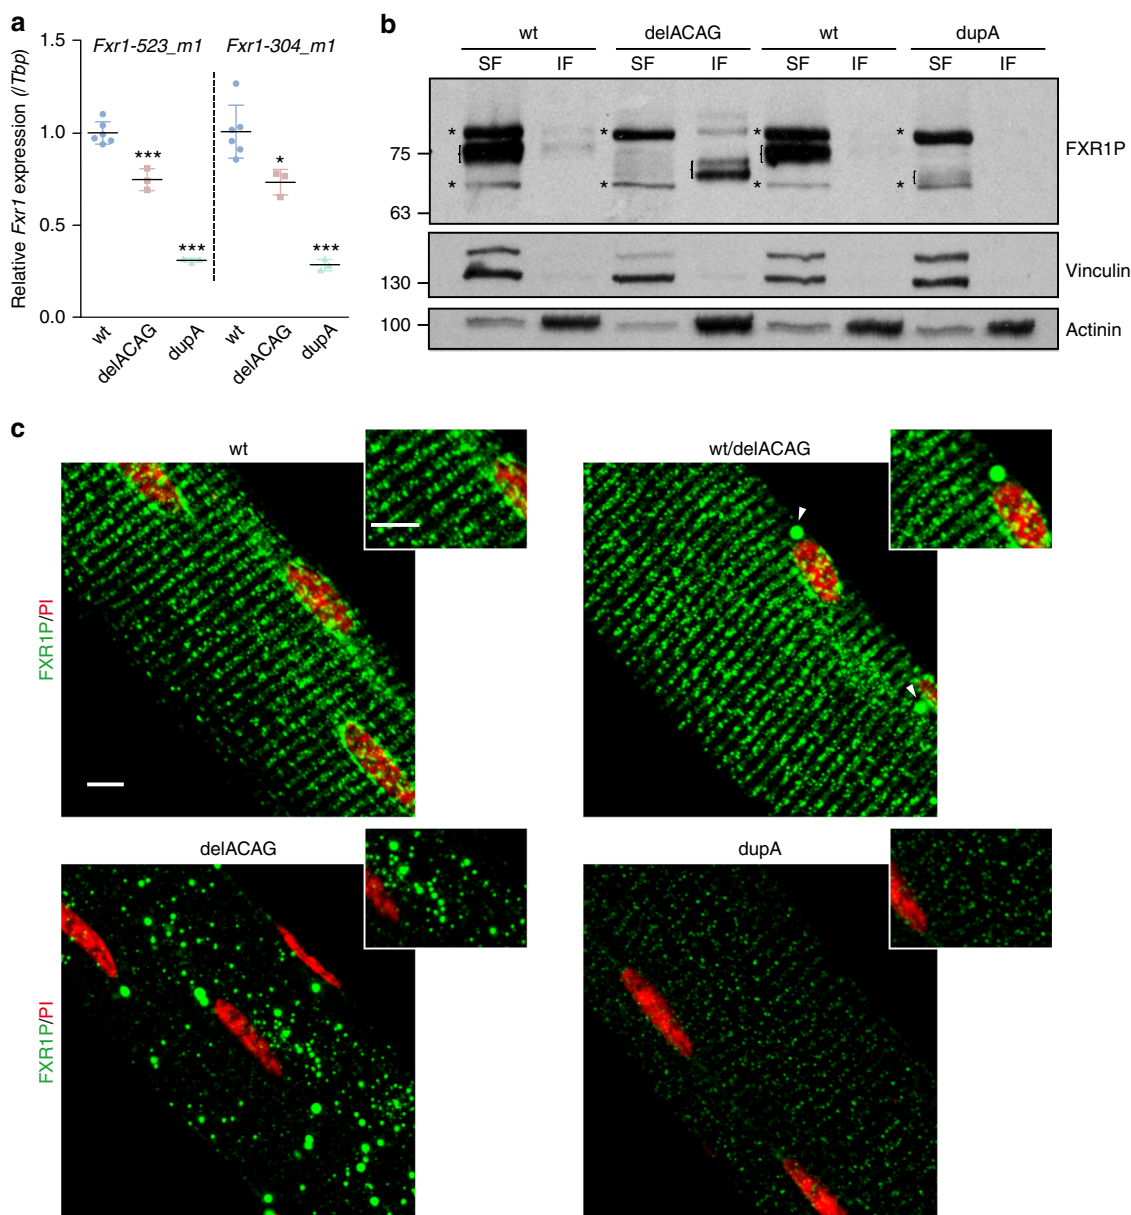 a
Relative Fxr1 expression (/Tbp)
1.5
1.0
0.5
0.0
Fxr1-523_m1
Fxr1-304_m1
***
***
*
***
wt
delACAG
dupA
wt
delACAG
dupA
b
wt
delACAG
wt
dupA
SF
IF
SF
IF
SF
IF
SF
IF
75
63
130
100
*
*
*
*
*
*
*
*
FXR1P
Vinculin
Actinin
c
wt
wt/delACAG
FXR1P/PI
delACAG
dupA
FXR1P/PI